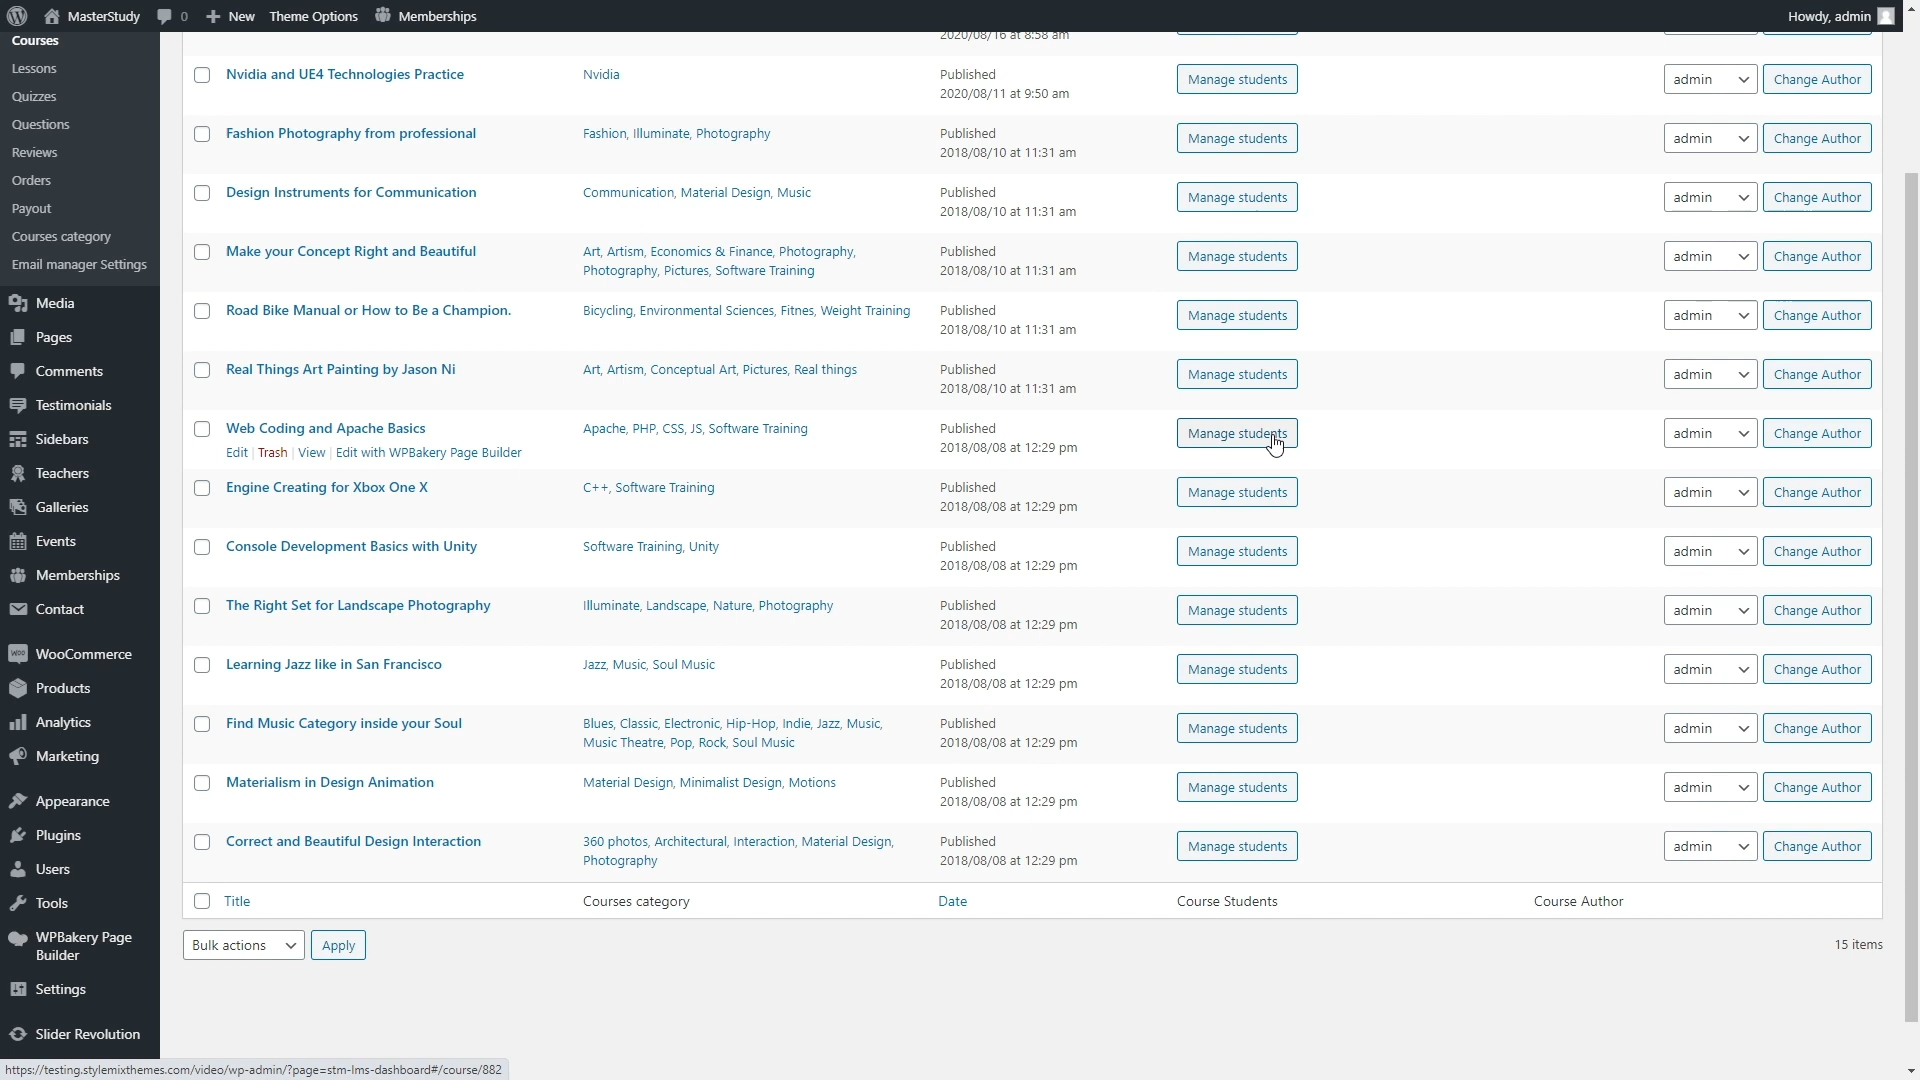 MasterStudy 0 New Theme Options Memberships Howdy, admin
Courses
Lessons
Quizzes
Questions
Reviews
Orders
Payout
Courses category
Email manager Settings
Media
Pages
Comments
Testimonials
Sidebars
Teachers
Galleries
Events
Memberships
Contact
WooCommerce
Products
Analytics
Marketing
Appearance
Plugins
Users
Tools
WPBakery Page
Builder
Settings
Slider Revolution
2020/08/16 at 8:58 am
Nvidia and UE4 Technologies Practice Nvidia Published Manage students admin Change Author
2020/08/11 at 9:50 am
Fashion Photography from professional Fashion, Illuminate, Photography Published Manage students admin Change Author
2018/08/10 at 11:31 am
Design Instruments for Communication Communication, Material Design, Music Published Manage students admin Change Author
2018/08/10 at 11:31 am
Make your Concept Right and Beautiful Art, Artism, Economics & Finance, Photography, Published Manage students admin Change Author
Photography, Pictures, Software Training 2018/08/10 at 11:31 am
Road Bike Manual or How to Be a Champion. Bicycling, Environmental Sciences, Fitnes, Weight Training Published Manage students admin Change Author
2018/08/10 at 11:31 am
Real Things Art Painting by Jason Ni Art, Artism, Conceptual Art, Pictures, Real things Published Manage students admin Change Author
2018/08/10 at 11:31 am
Web Coding and Apache Basics Apache, PHP, CSS, JS, Software Training Published Manage students admin Change Author
Edit | Trash | View | Edit with WPBakery Page Builder 2018/08/08 at 12:29 pm
Engine Creating for Xbox One X C++, Software Training Published Manage students admin Change Author
2018/08/08 at 12:29 pm
Console Development Basics with Unity Software Training, Unity Published Manage students admin Change Author
2018/08/08 at 12:29 pm
The Right Set for Landscape Photography Illuminate, Landscape, Nature, Photography Published Manage students admin Change Author
2018/08/08 at 12:29 pm
Learning Jazz like in San Francisco Jazz, Music, Soul Music Published Manage students admin Change Author
2018/08/08 at 12:29 pm
Find Music Category inside your Soul Blues, Classic, Electronic, Hip-Hop, Indie, Jazz, Music, Published Manage students admin Change Author
Music Theatre, Pop, Rock, Soul Music 2018/08/08 at 12:29 pm
Materialism in Design Animation Material Design, Minimalist Design, Motions Published Manage students admin Change Author
2018/08/08 at 12:29 pm
Correct and Beautiful Design Interaction 360 photos, Architectural, Interaction, Material Design, Published Manage students admin Change Author
Photography 2018/08/08 at 12:29 pm
Title Courses category Date Course Students Course Author
Bulk actions Apply 15 items
https://testing.stylemixthemes.com/video/wp-admin/?page=stm-lms-dashboard#/course/882